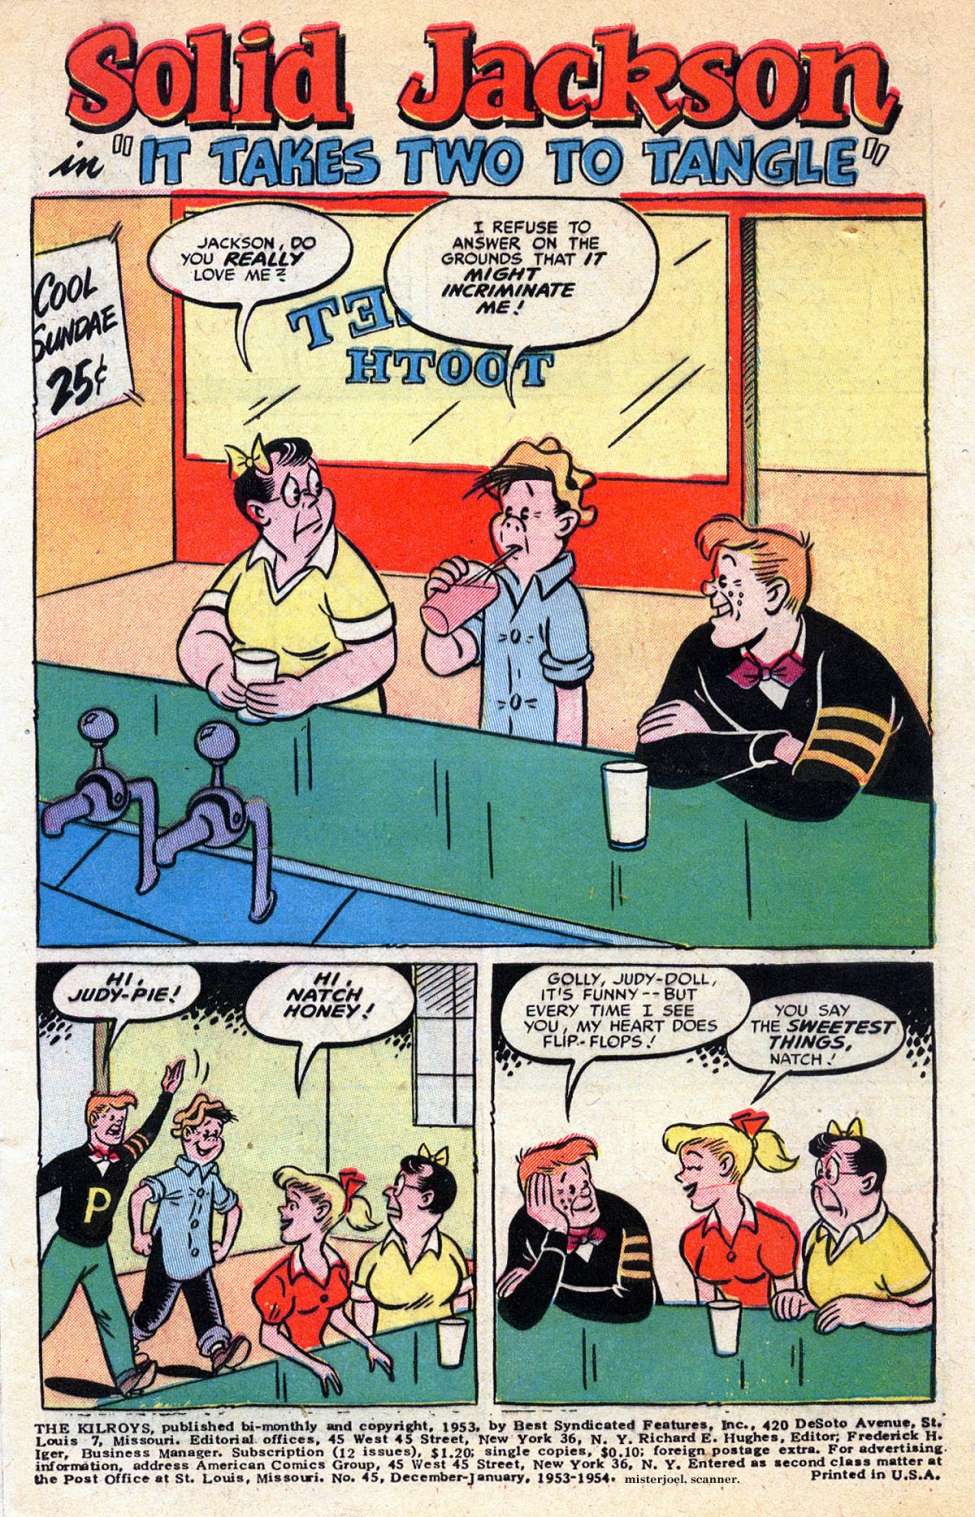 Solid Jackson
in "IT TAKES TWO TO TANGLE"
COOL
SUNDAE
25¢
JACKSON, DO
YOU REALLY
LOVE ME?
I REFUSE TO
ANSWER ON THE
GROUNDS THAT IT
MIGHT
INCRIMINATE
ME!
TOOTH
HI,
JUDY-PIE!
HI,
NATCH
HONEY!
P
GOLLY, JUDY-DOLL,
IT'S FUNNY--BUT
EVERY TIME I SEE
YOU, MY HEART DOES
FLIP-FLOPS!
YOU SAY
THE SWEETEST
THINGS,
NATCH!
THE KILROYS, published bi-monthly and copyright, 1953, by Best Syndicated Features, Inc., 420 DeSoto Avenue, St.
Louis 7, Missouri. Editorial offices, 45 West 45 Street, New York 36, N. Y. Richard E. Hughes, Editor; Frederick H.
Iger, Business Manager. Subscription (12 issues), $1.20; single copies, $0.10; foreign postage extra. For advertising
information, address American Comics Group, 45 West 45 Street, New York 36, N. Y. Entered as second class matter at
the Post Office at St. Louis, Missouri. No. 45, December-January, 1953-1954. misterjoel. scanner. Printed in U.S.A.